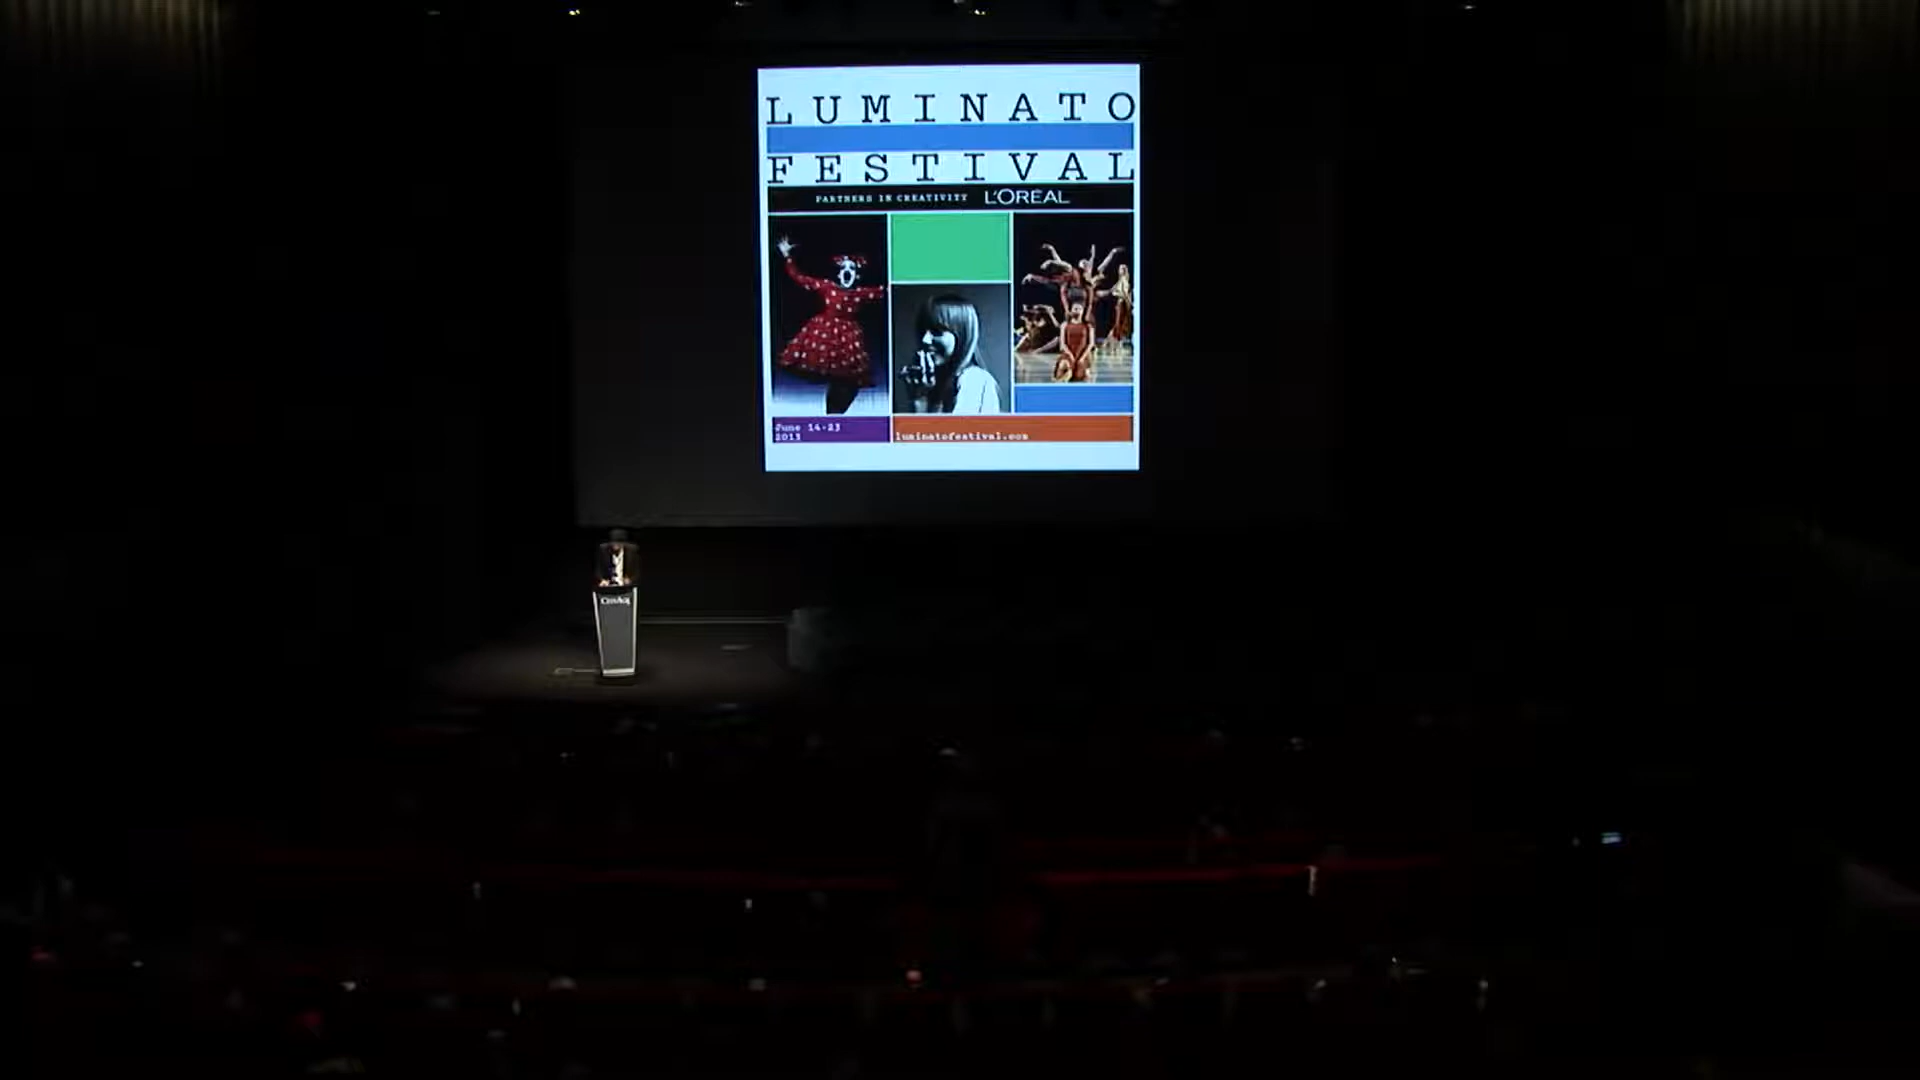 LUMINATO
FESTIVAL
PARTNERS IN CREATIVITY L'ORÉAL
June 14-23
2013
luminatofestival.com